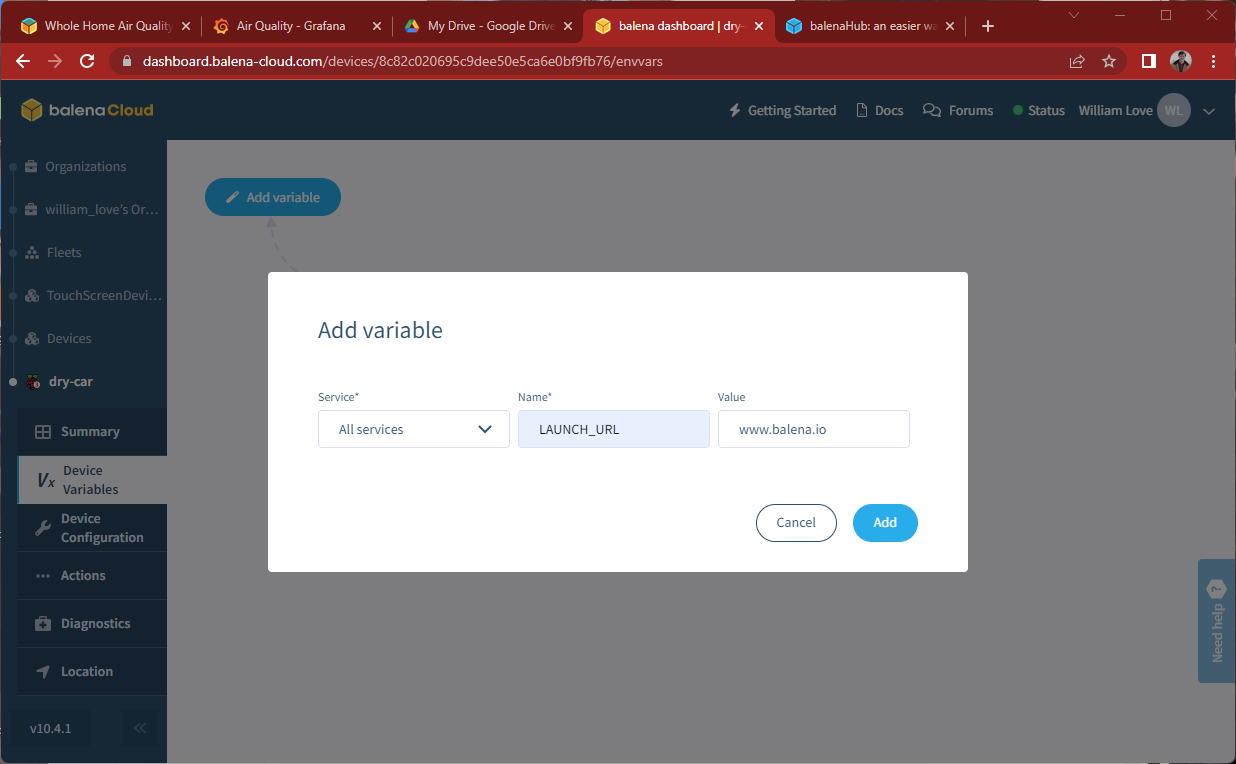 Whole Home Air Quality
Air Quality - Grafana
My Drive - Google Drive
balena dashboard | dry-
balenaHub: an easier wa
dashboard.balena-cloud.com/devices/8c82c020695c9dee50e5ca6e0bf9fb76/envvars
balenaCloud
Getting Started
Docs
Forums
Status
William Love
WL
Organizations
william_love's Or...
Fleets
TouchScreenDevi...
Devices
dry-car
Summary
Vx
Device
Variables
Device
Configuration
Actions
Diagnostics
Location
v10.4.1
Add variable
Add variable
Service*
Name*
Value
All services
LAUNCH_URL
www.balena.io
Cancel
Add
Need help
?